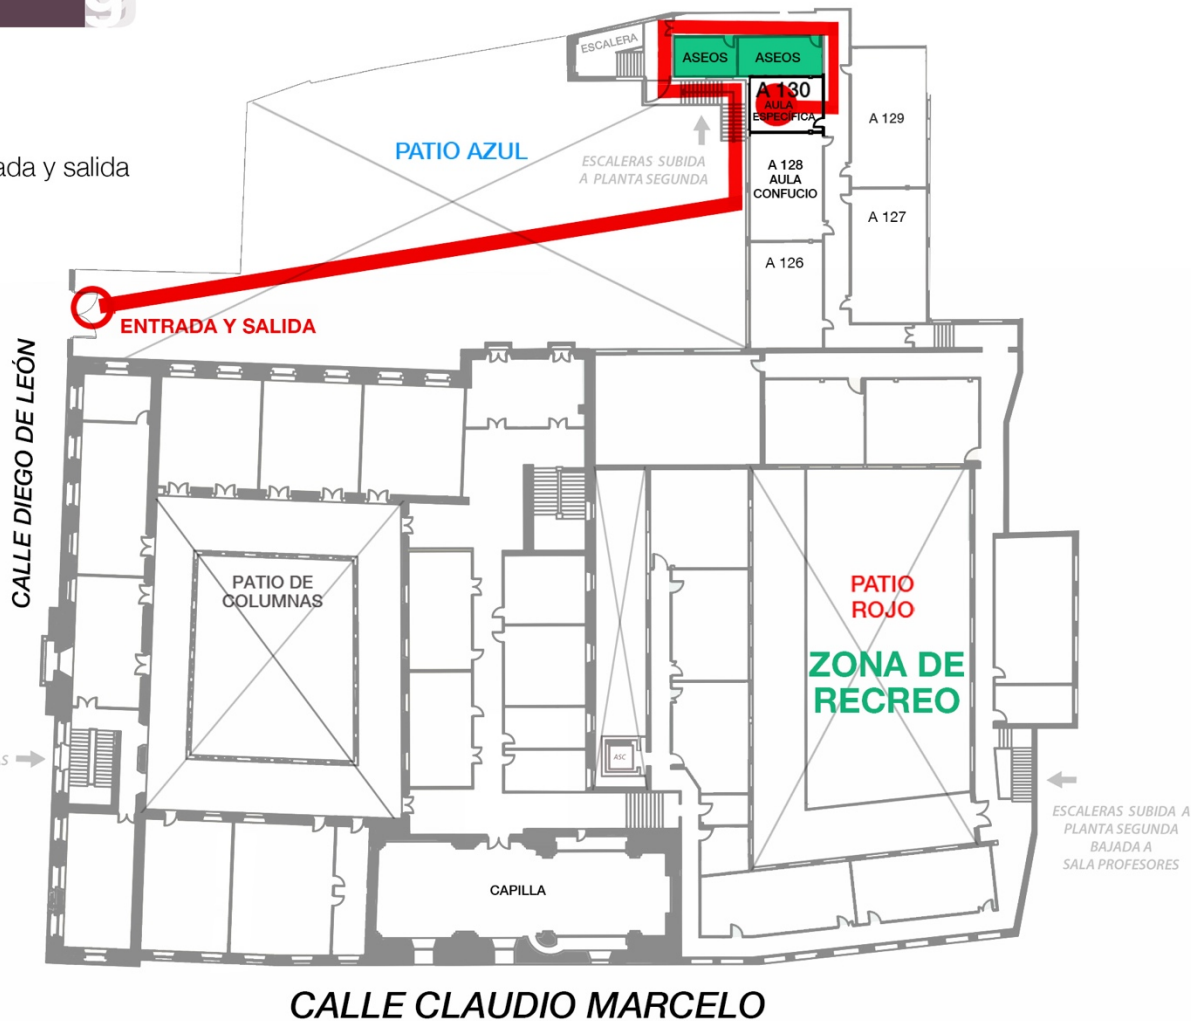 ESCALERA
ASEOS
ASEOS
A 130
AULA
ESPECÍFICA
A 129
PATIO AZUL
ESCALERAS SUBIDA
A PLANTA SEGUNDA
y salida
A 128
AULA
CONFUCIO
A 127
A 126
ENTRADA Y SALIDA
CALLE DIEGO DE LEÓN
PATIO DE
COLUMNAS
PATIO
ROJO
ZONA DE
RECREO
ASC
ESCALERAS SUBIDA A
PLANTA SEGUNDA
BAJADA A
SALA PROFESORES
CAPILLA
CALLE CLAUDIO MARCELO